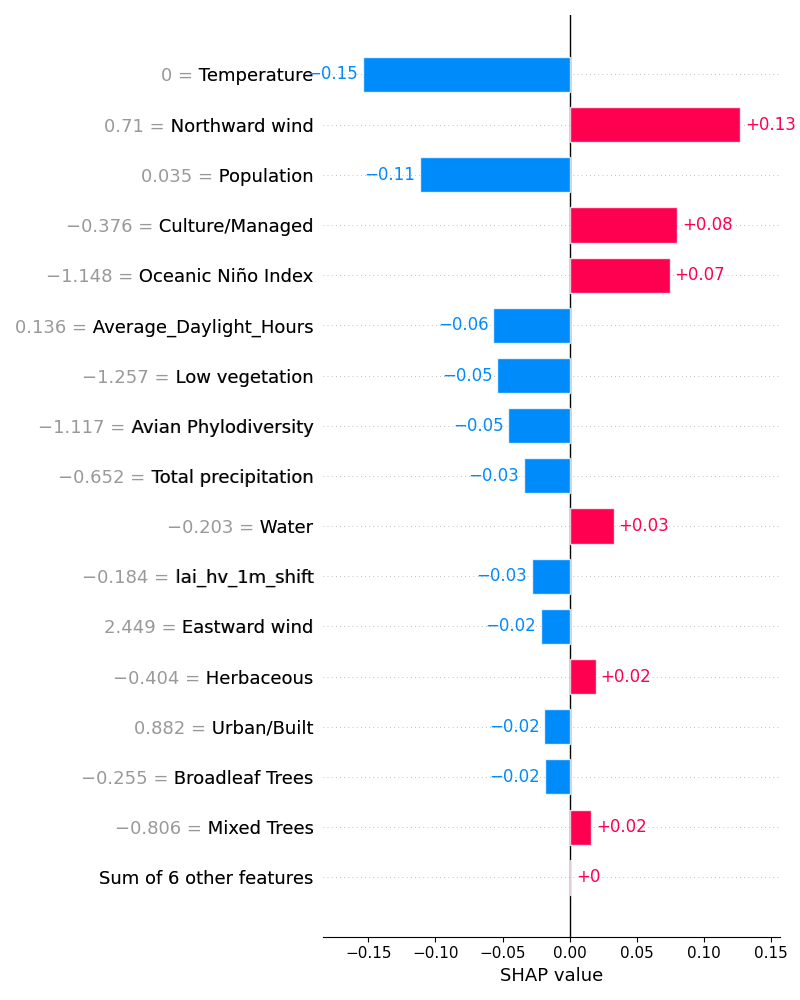 0 = Temperature −0.15
0.71 = Northward wind +0.13
0.035 = Population −0.11
−0.376 = Culture/Managed +0.08
−1.148 = Oceanic Niño Index +0.07
0.136 = Average_Daylight_Hours −0.06
−1.257 = Low vegetation −0.05
−1.117 = Avian Phylodiversity −0.05
−0.652 = Total precipitation −0.03
−0.203 = Water +0.03
−0.184 = lai_hv_1m_shift −0.03
2.449 = Eastward wind −0.02
−0.404 = Herbaceous +0.02
0.882 = Urban/Built −0.02
−0.255 = Broadleaf Trees −0.02
−0.806 = Mixed Trees +0.02
Sum of 6 other features +0
−0.15 −0.10 −0.05 0.00 0.05 0.10 0.15
SHAP value